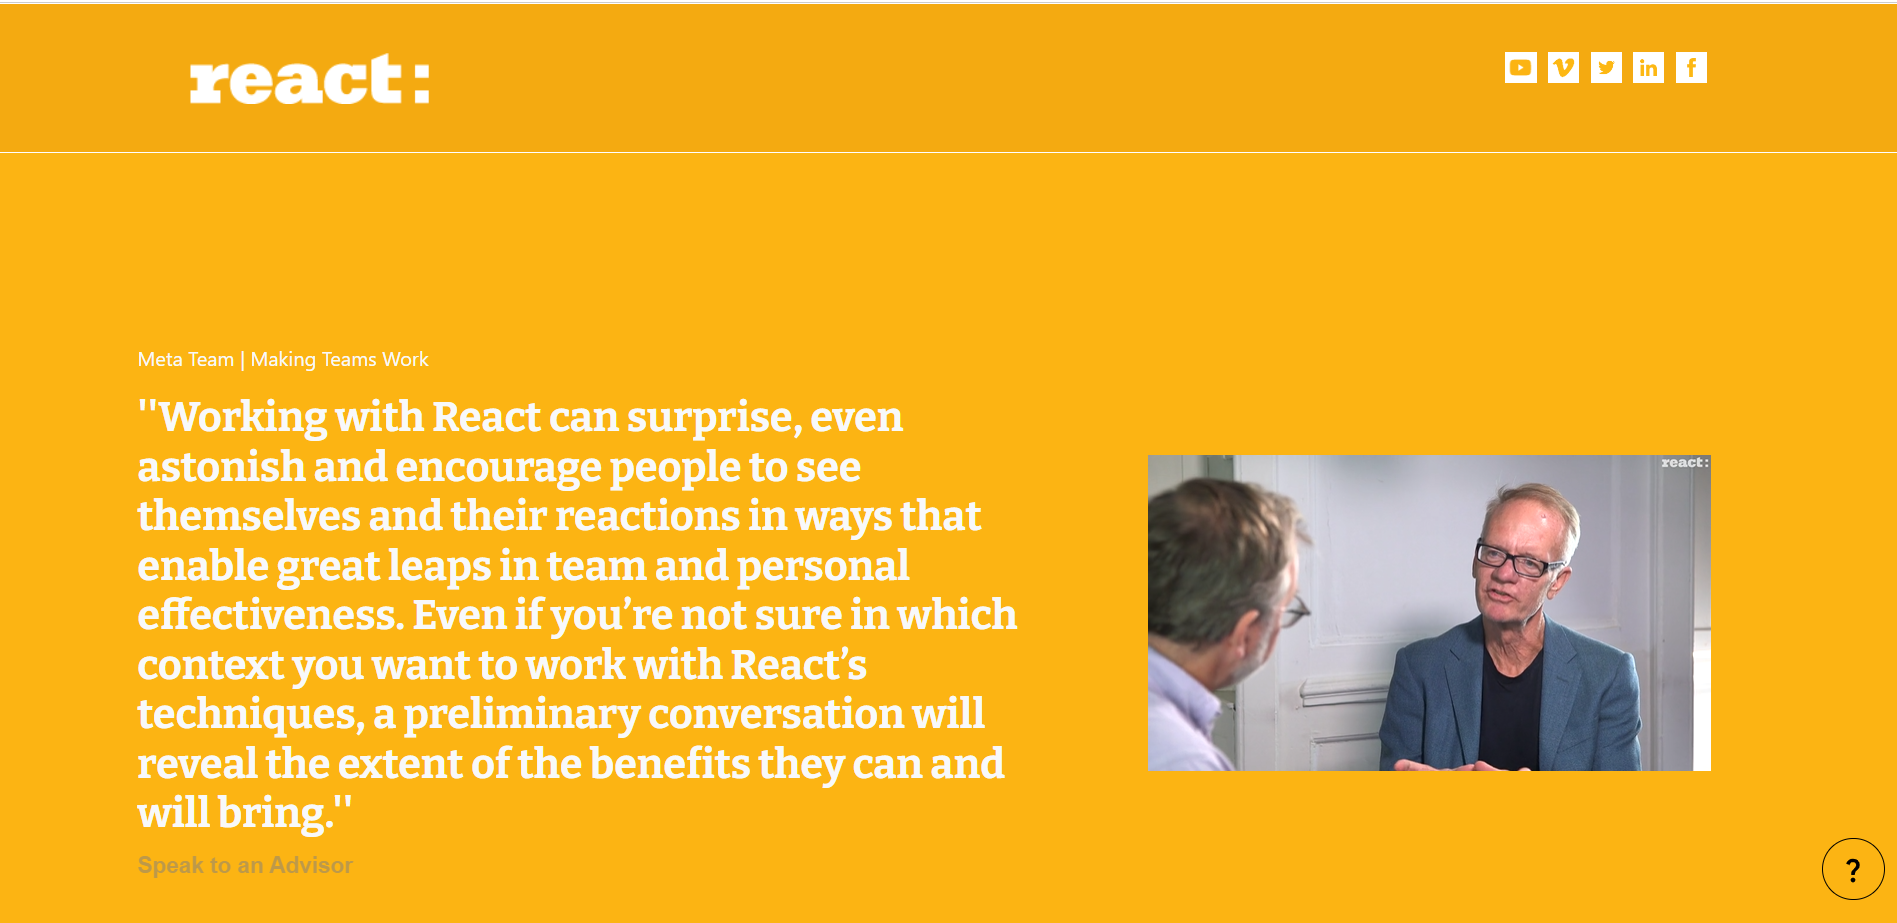 react:
Meta Team | Making Teams Work
"Working with React can surprise, even
astonish and encourage people to see
themselves and their reactions in ways that
enable great leaps in team and personal
effectiveness. Even if you’re not sure in which
context you want to work with React’s
techniques, a preliminary conversation will
reveal the extent of the benefits they can and
will bring."
react:
Speak to an Advisor
?